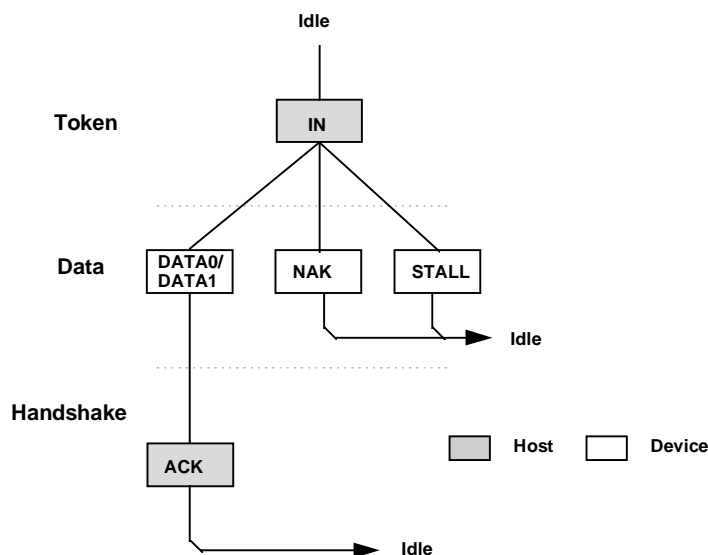 Idle
Token
IN
Data
DATA0/
DATA1
NAK
STALL
Idle
Handshake
ACK
Host
Device
Idle